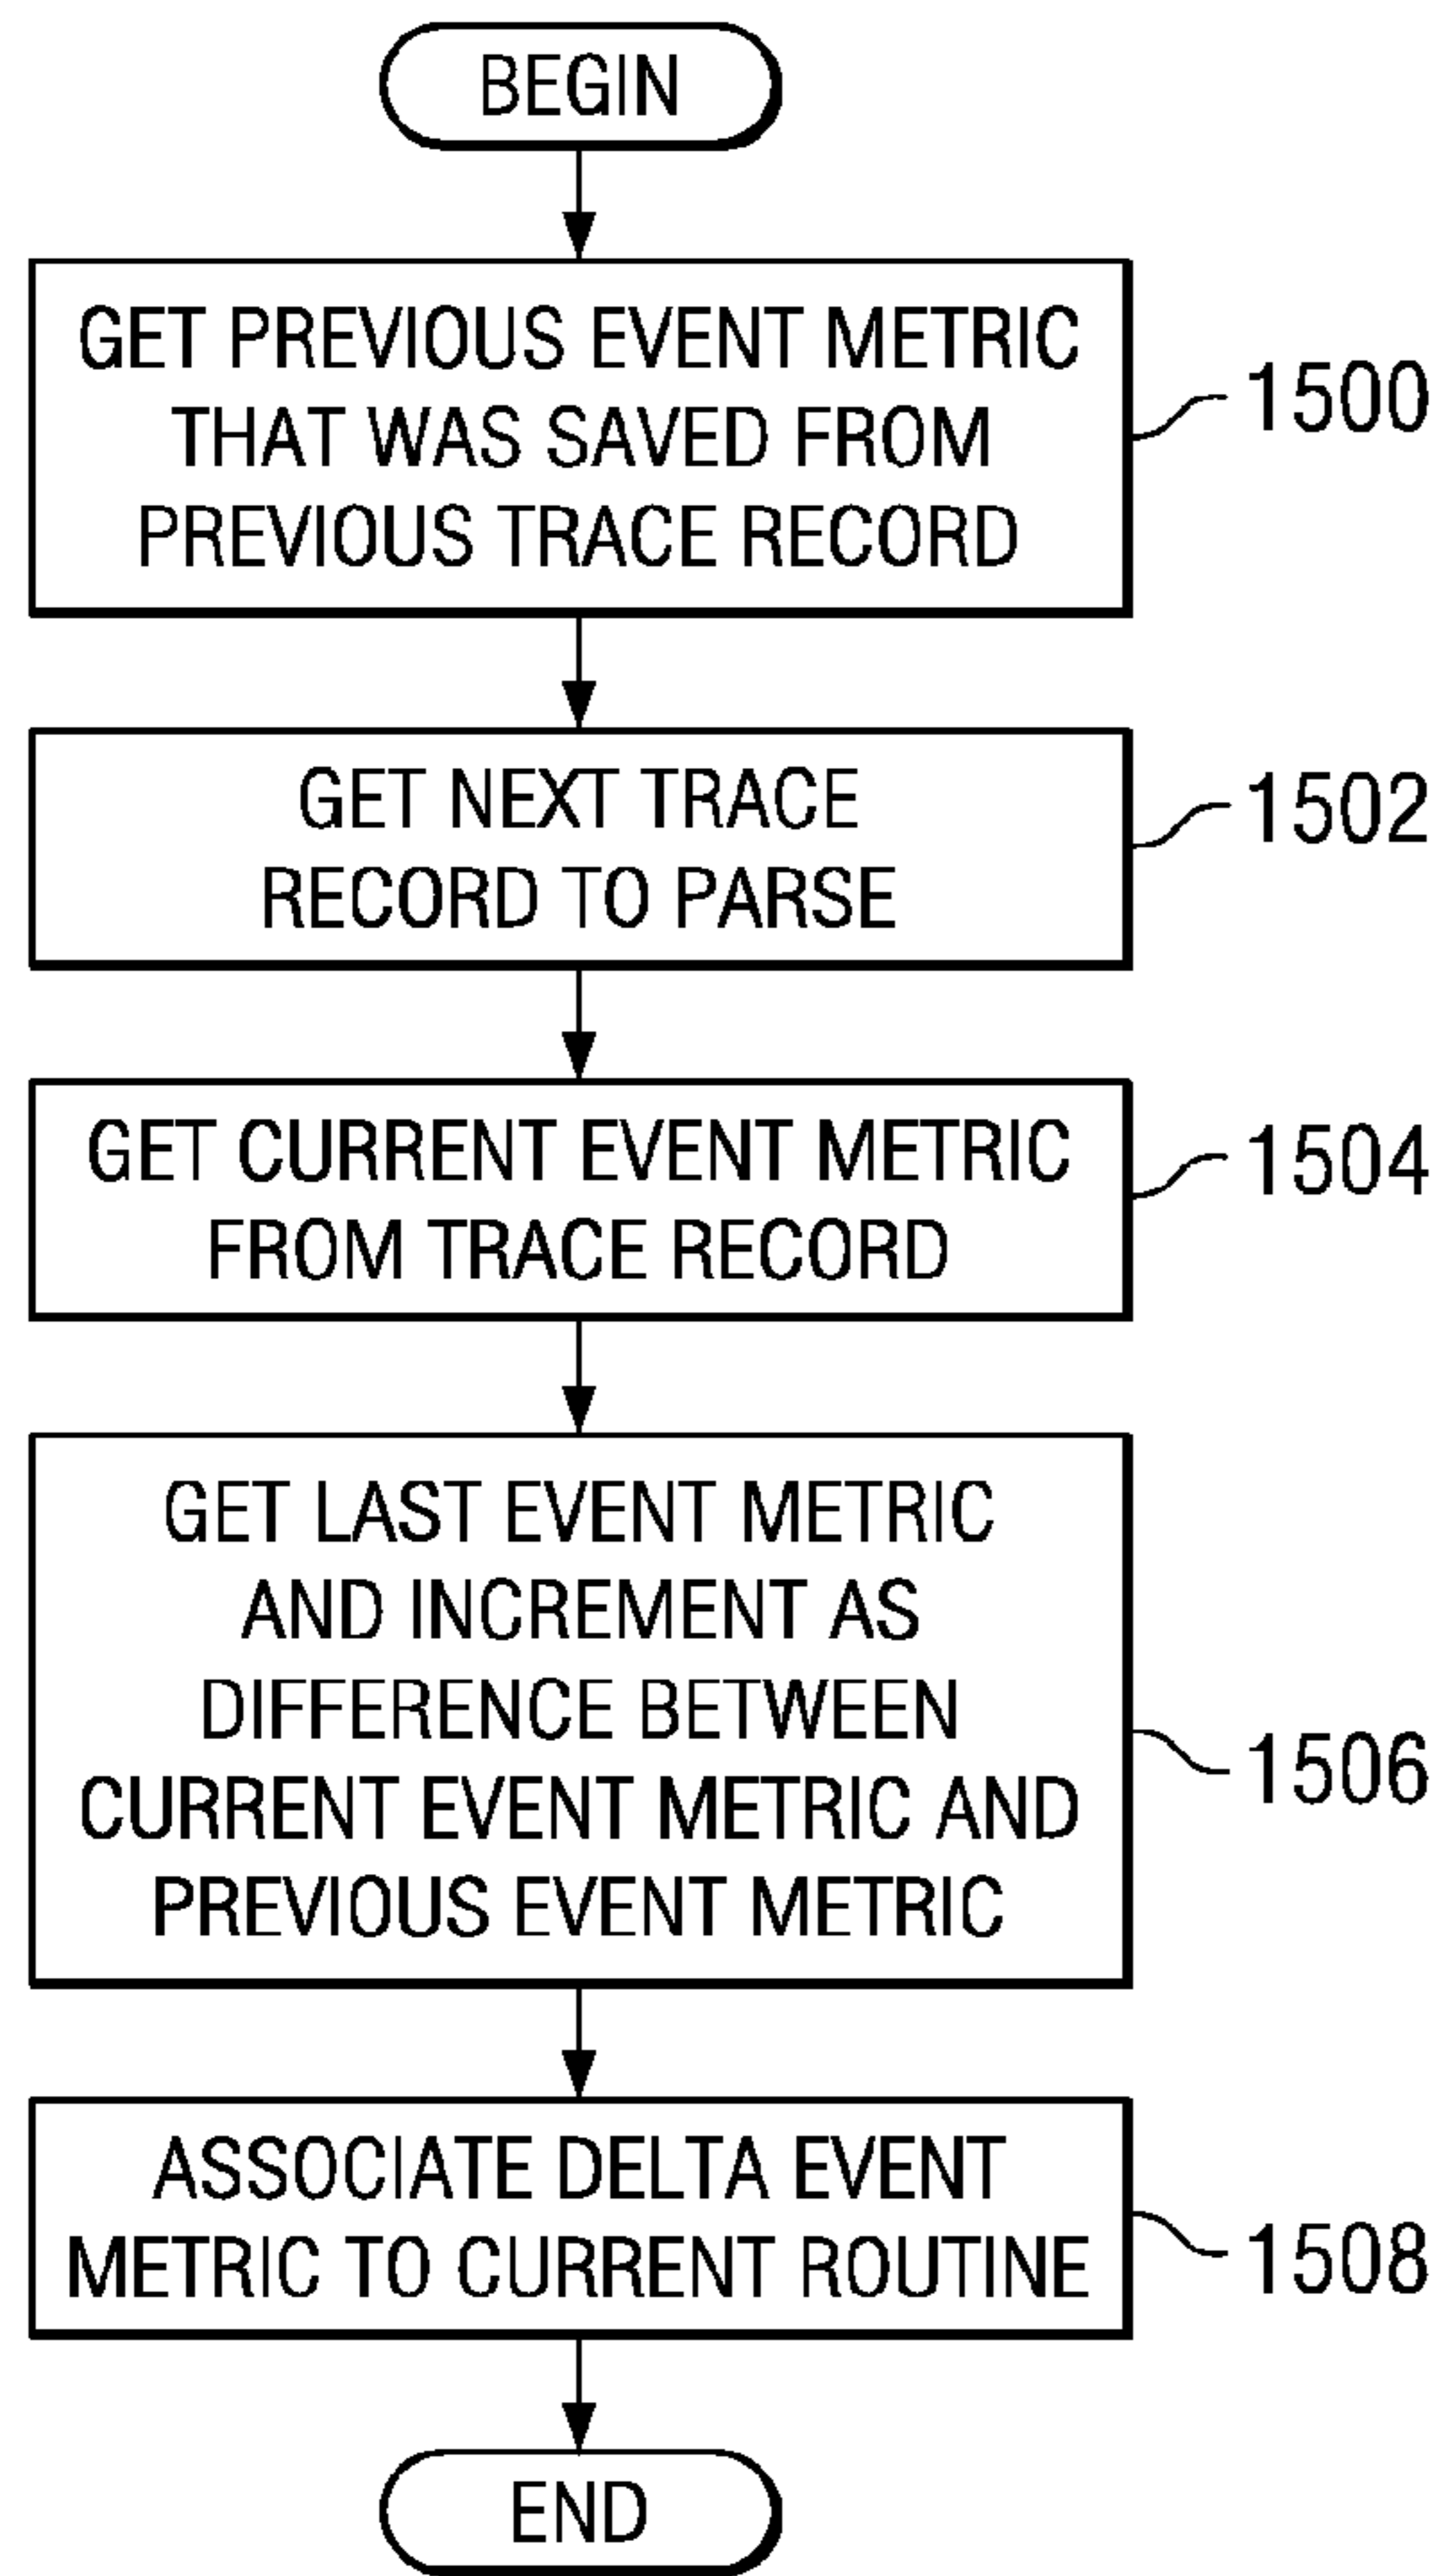 BEGIN
GET PREVIOUS EVENT METRIC
THAT WAS SAVED FROM
PREVIOUS TRACE RECORD
1500
GET NEXT TRACE
RECORD TO PARSE
1502
GET CURRENT EVENT METRIC
FROM TRACE RECORD
1504
GET LAST EVENT METRIC
AND INCREMENT AS
DIFFERENCE BETWEEN
CURRENT EVENT METRIC AND
PREVIOUS EVENT METRIC
1506
ASSOCIATE DELTA EVENT
METRIC TO CURRENT ROUTINE
1508
END